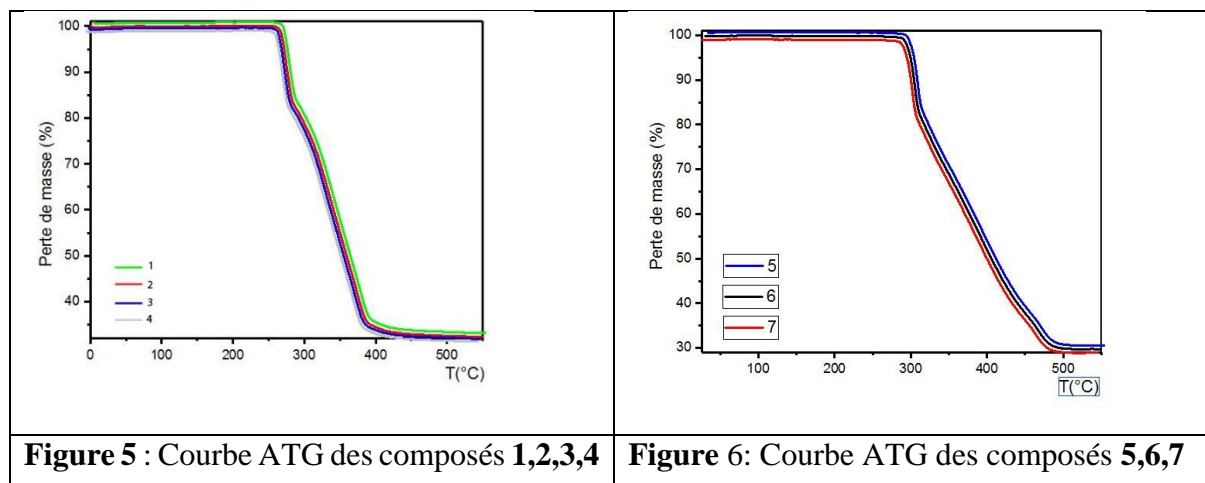 100
90
80
70
60
50
40
Perte de masse (%)
1
2
3
4
0 100 200 300 400 500
T(°C)
100
90
80
70
60
50
40
30
Perte de masse (%)
5
6
7
100 200 300 400 500
T(°C)
Figure 5 : Courbe ATG des composés 1,2,3,4
Figure 6: Courbe ATG des composés 5,6,7